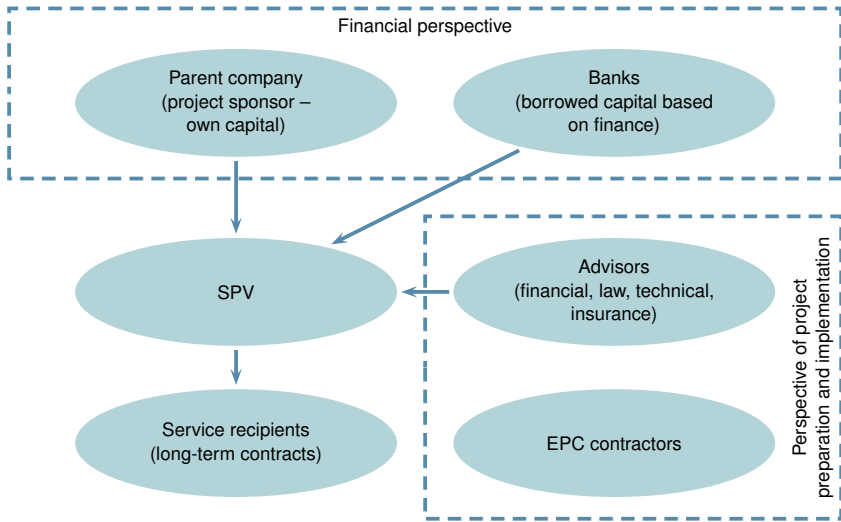 Financial perspective
Parent company
(project sponsor –
own capital)
Banks
(borrowed capital based
on finance)
SPV
Advisors
(financial, law, technical,
insurance)
Service recipients
(long-term contracts)
EPC contractors
Perspective of project
preparation and implementation